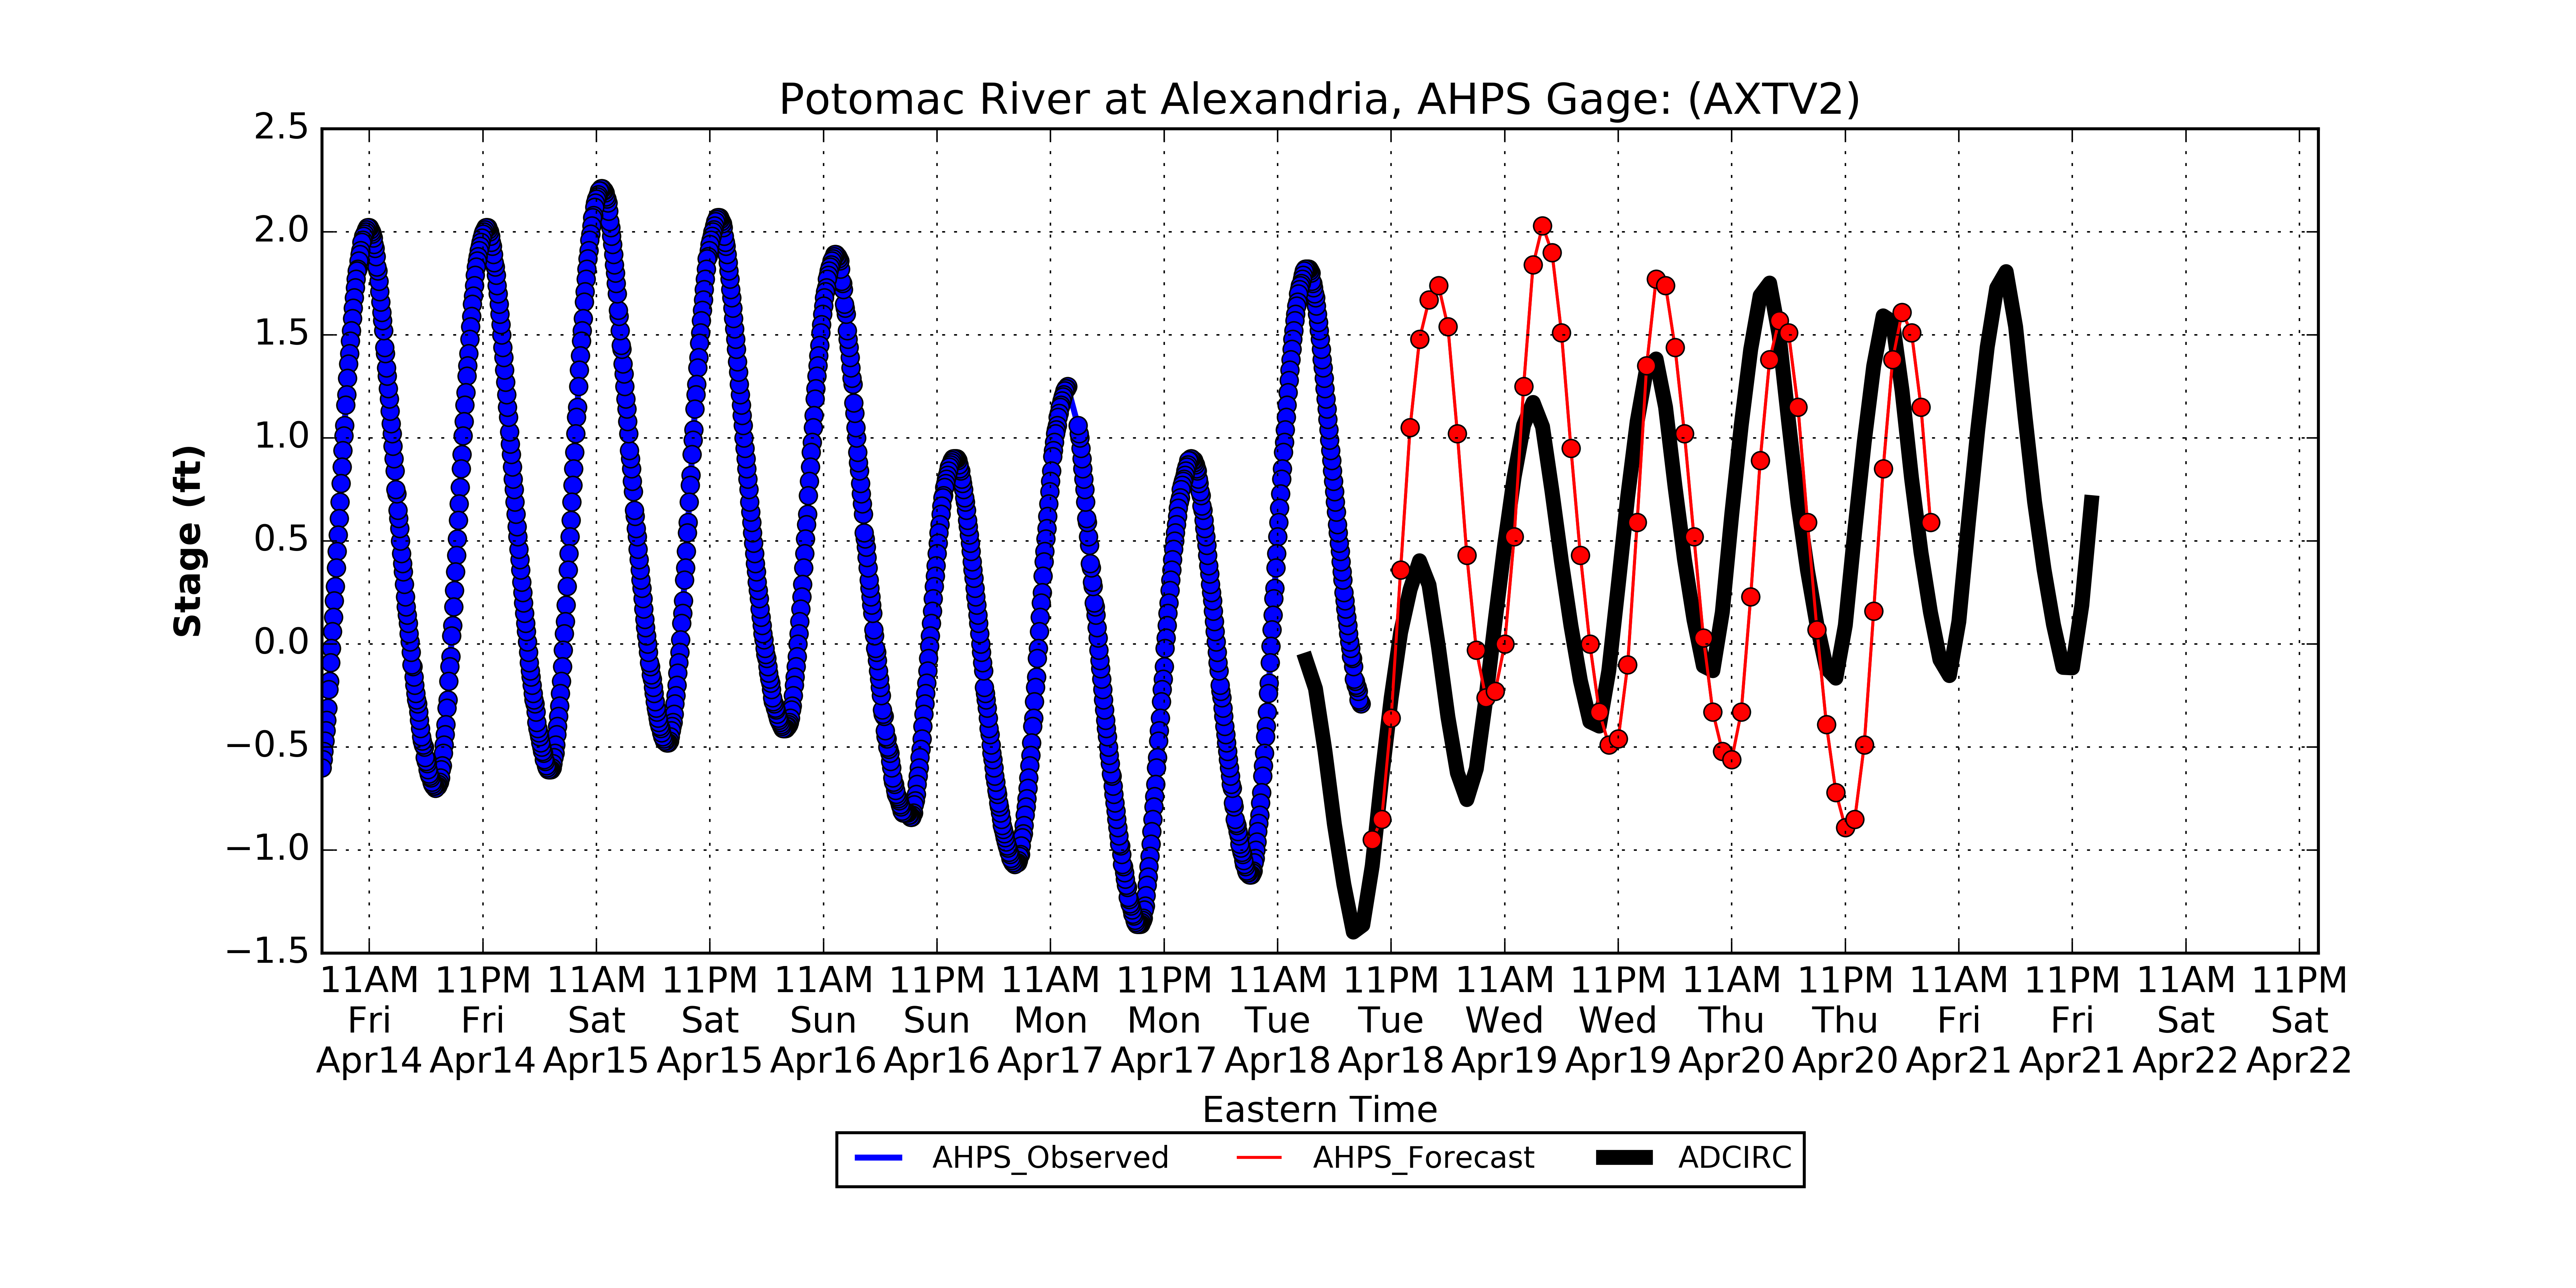 Potomac River at Alexandria, AHPS Gage: (AXTV2)
2.5
2.0
1.5
1.0
0.5
0.0
−0.5
−1.0
−1.5
Stage (ft)
11AM 11PM 11AM 11PM 11AM 11PM 11AM 11PM 11AM 11PM 11AM 11PM 11AM 11PM 11AM 11PM 11AM 11PM
Fri Fri Sat Sat Sun Sun Mon Mon Tue Tue Wed Wed Thu Thu Fri Fri Sat Sat
Apr14 Apr14 Apr15 Apr15 Apr16 Apr16 Apr17 Apr17 Apr18 Apr18 Apr19 Apr19 Apr20 Apr20 Apr21 Apr21 Apr22 Apr22
Eastern Time
AHPS_Observed AHPS_Forecast ADCIRC